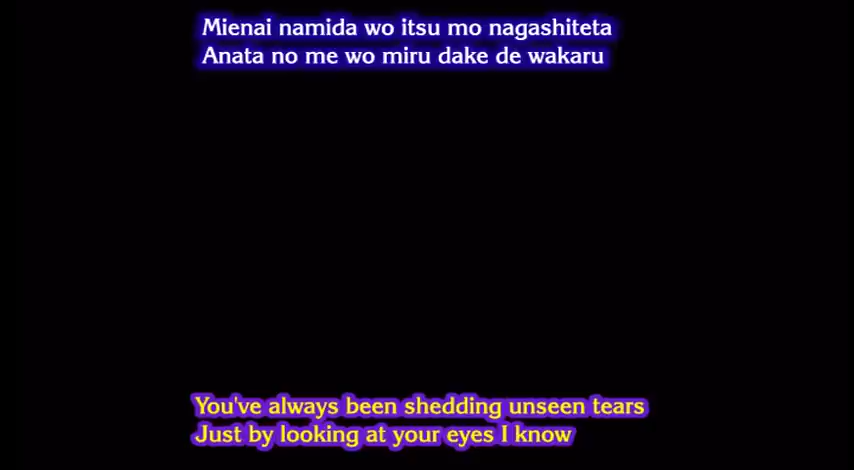 Mienai namida wo itsu mo nagashiteta
Anata no me wo miru dake de wakaru
You've always been shedding unseen tears
Just by looking at your eyes I know